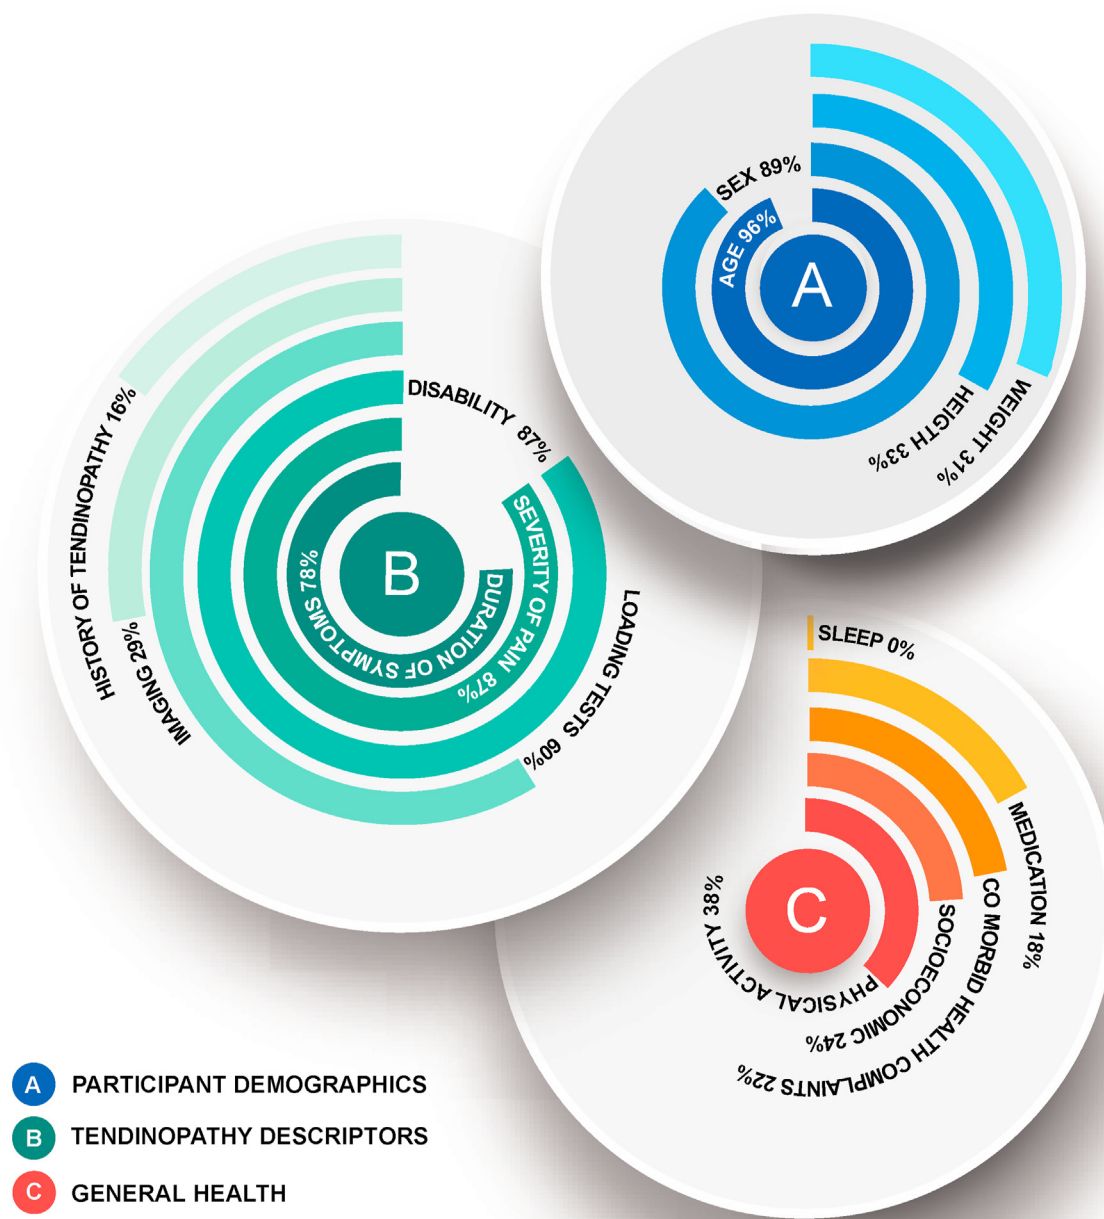 SEX 89%
AGE 96%
A
HEIGTH 33%
WEIGHT 31%
HISTORY OF TENDINOPATHY 16%
IMAGING 29%
DISABILITY 87%
SEVERITY OF PAIN 87%
DURATION OF SYMPTOMS 78%
LOADING TESTS 60%
B
SLEEP 0%
MEDICATION 18%
CO MORBID HEALTH COMPLAINTS 22%
SOCIOECONOMIC 24%
PHYSICAL ACTIVITY 38%
C
A PARTICIPANT DEMOGRAPHICS
B TENDINOPATHY DESCRIPTORS
C GENERAL HEALTH